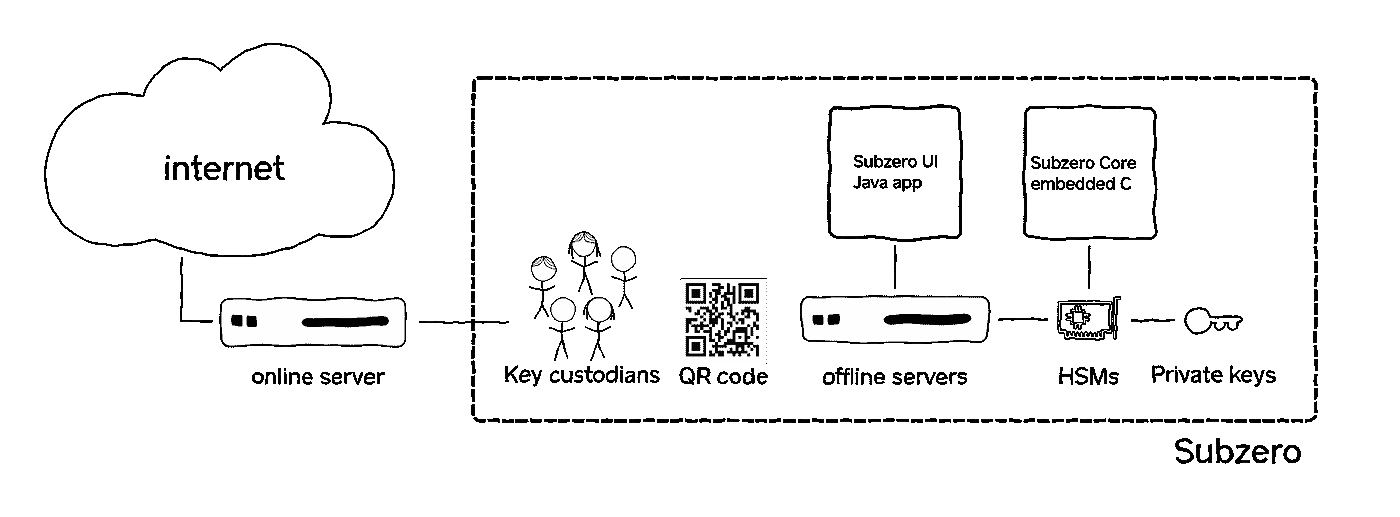 internet
Subzero UI
Java app
Subzero Core
embedded C
online server
Key custodians
QR code
offline servers
HSMs
Private keys
Subzero